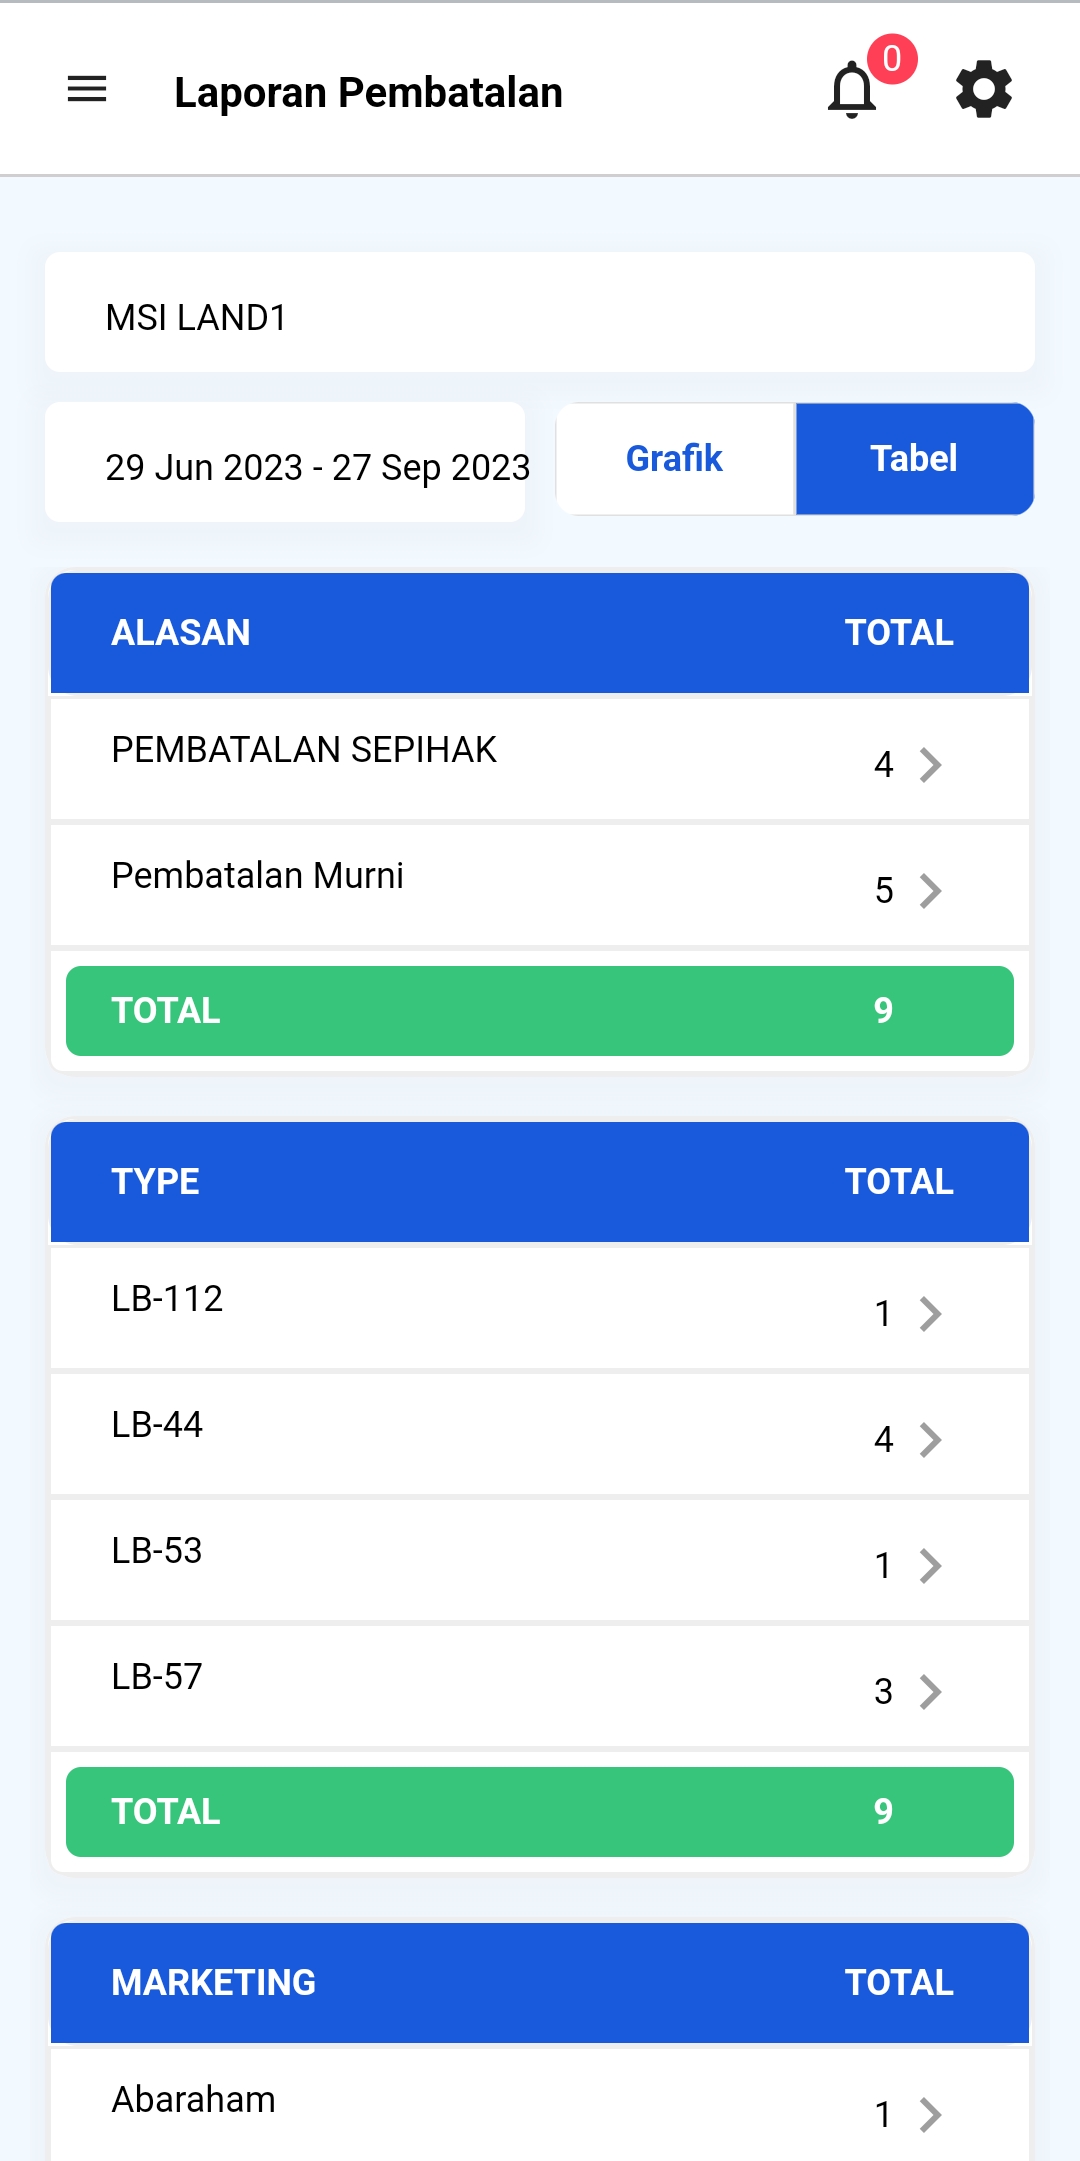 Laporan Pembatalan
0
MSI LAND1
29 Jun 2023 - 27 Sep 2023
Grafik
Tabel
ALASAN TOTAL
PEMBATALAN SEPIHAK 4
Pembatalan Murni 5
TOTAL 9
TYPE TOTAL
LB-112 1
LB-44 4
LB-53 1
LB-57 3
TOTAL 9
MARKETING TOTAL
Abaraham 1